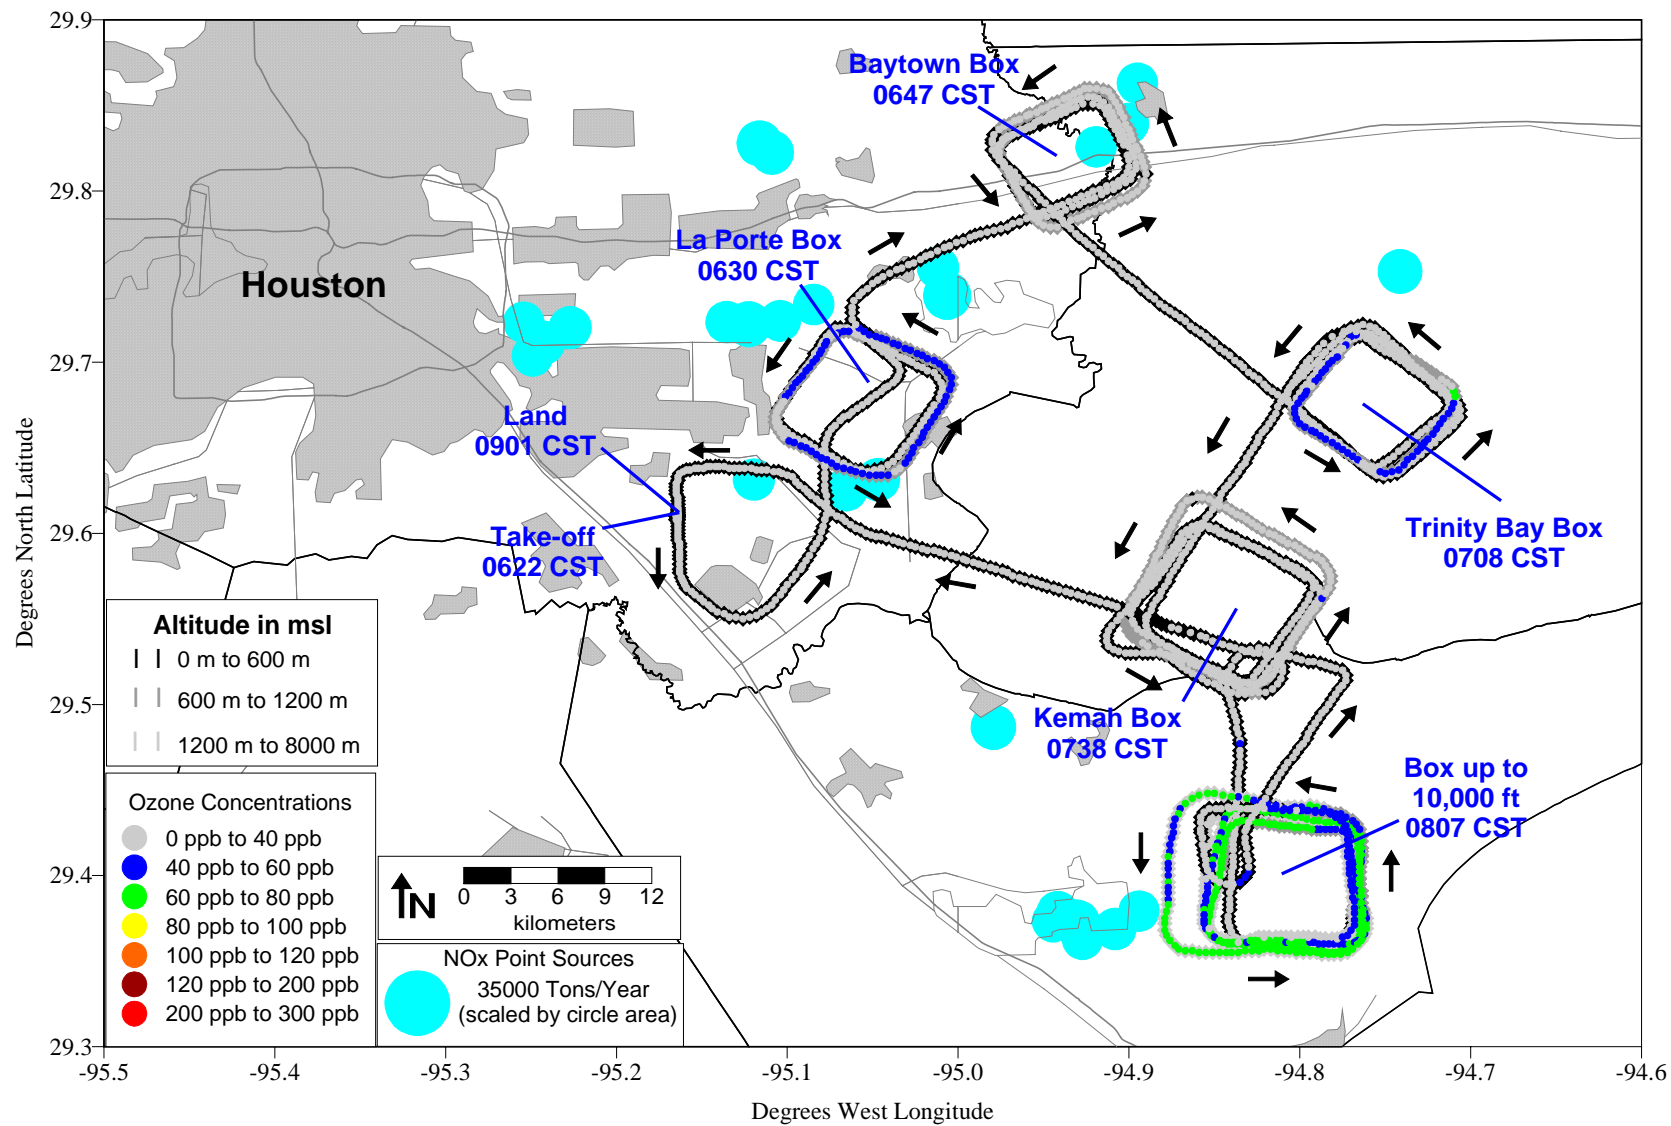 29.9
29.8
29.7
29.6
29.5
29.4
29.3
Degrees North Latitude
Baytown Box
0647 CST
La Porte Box
0630 CST
Houston
Land
0901 CST
Take-off
0622 CST
Trinity Bay Box
0708 CST
Kemah Box
0738 CST
Box up to
10,000 ft
0807 CST
Altitude in msl
0 m to 600 m
600 m to 1200 m
1200 m to 8000 m
Ozone Concentrations
0 ppb to 40 ppb
40 ppb to 60 ppb
60 ppb to 80 ppb
80 ppb to 100 ppb
100 ppb to 120 ppb
120 ppb to 200 ppb
200 ppb to 300 ppb
N
0 3 6 9 12
kilometers
NOx Point Sources
35000 Tons/Year
(scaled by circle area)
-95.5 -95.4 -95.3 -95.2 -95.1 -95.0 -94.9 -94.8 -94.7 -94.6
Degrees West Longitude